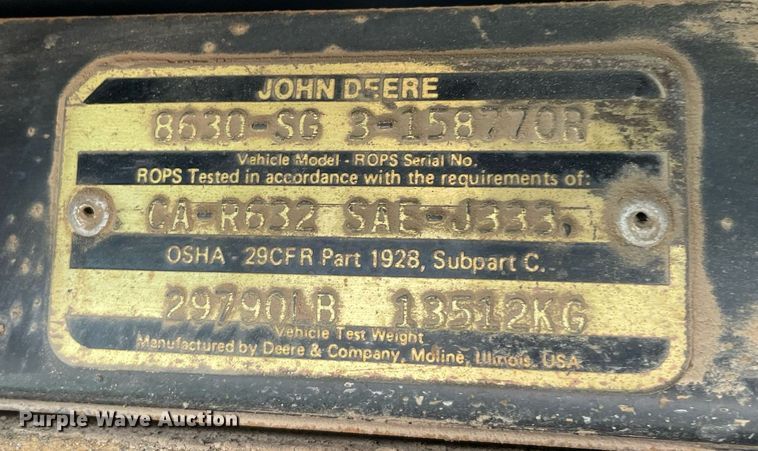 JOHN DEERE
8630-SG 3-158770R
Vehicle Model - ROPS Serial No.
ROPS Tested in accordance with the requirements of:
CA-R632 SAE-J333,
OSHA - 29CFR Part 1928, Subpart C.
29790LB 13512KG
Vehicle Test Weight
Manufactured by Deere & Company, Moline, Illinois, USA
Purple Wave Auction